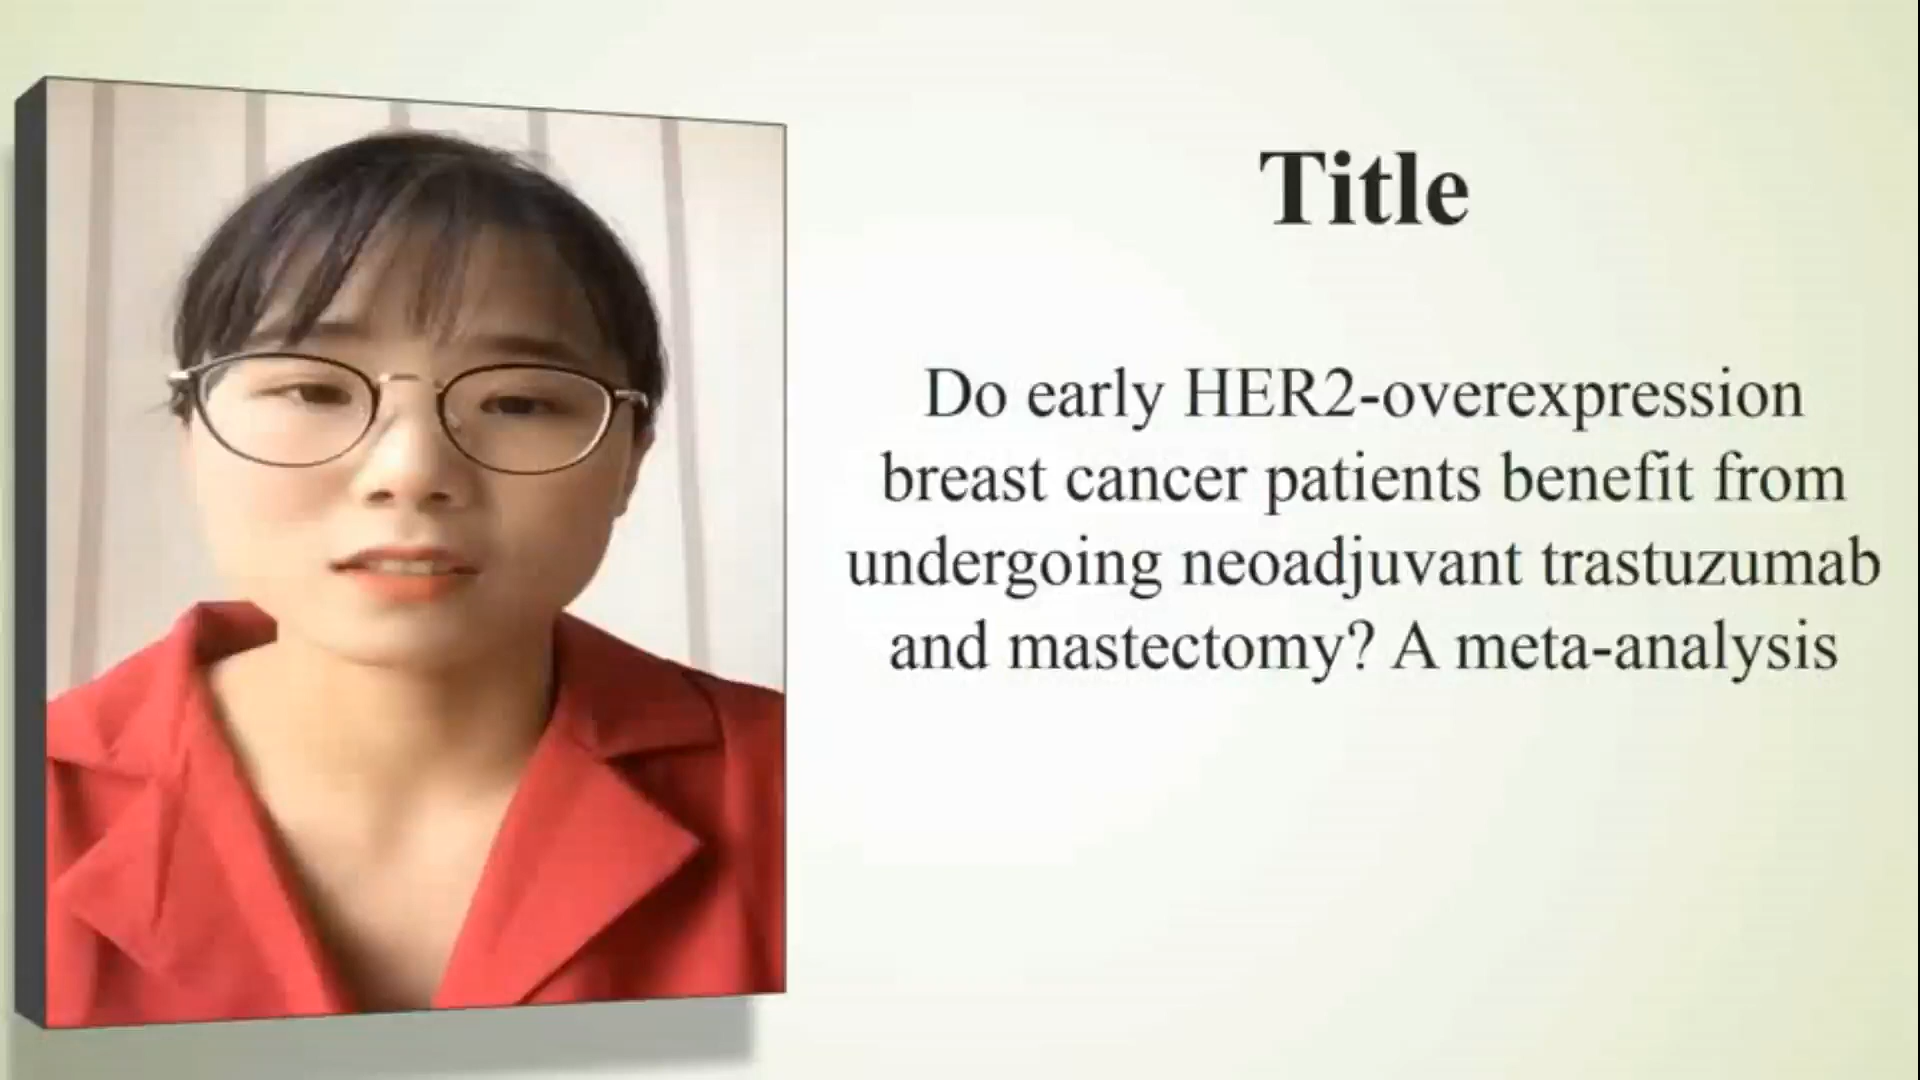 Title
Do early HER2-overexpression
breast cancer patients benefit from
undergoing neoadjuvant trastuzumab
and mastectomy? A meta-analysis